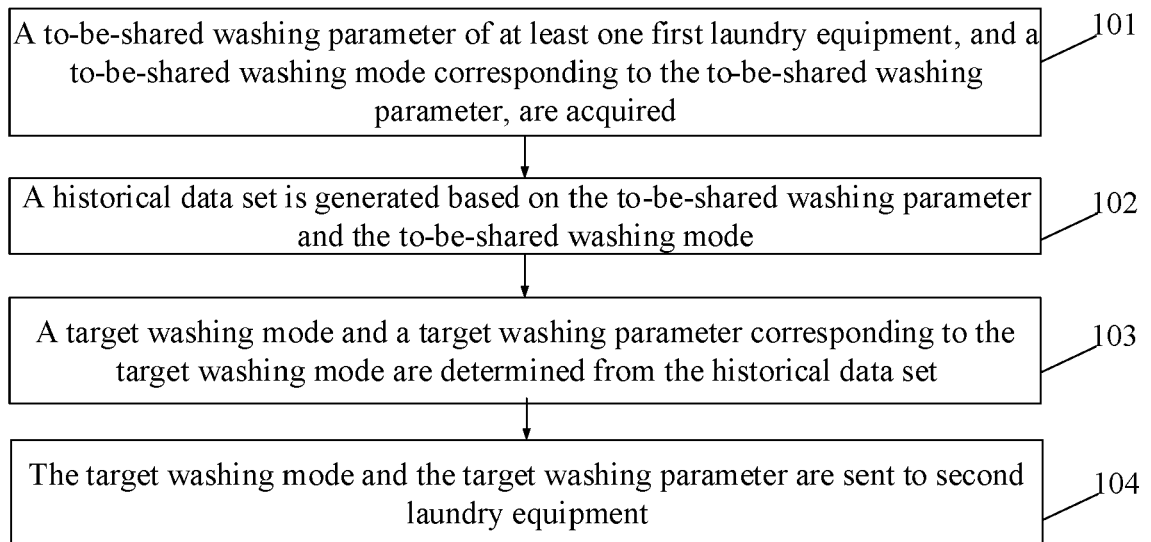 A to-be-shared washing parameter of at least one first laundry equipment, and a
to-be-shared washing mode corresponding to the to-be-shared washing
parameter, are acquired
101
A historical data set is generated based on the to-be-shared washing parameter
and the to-be-shared washing mode
102
A target washing mode and a target washing parameter corresponding to the
target washing mode are determined from the historical data set
103
The target washing mode and the target washing parameter are sent to second
laundry equipment
104